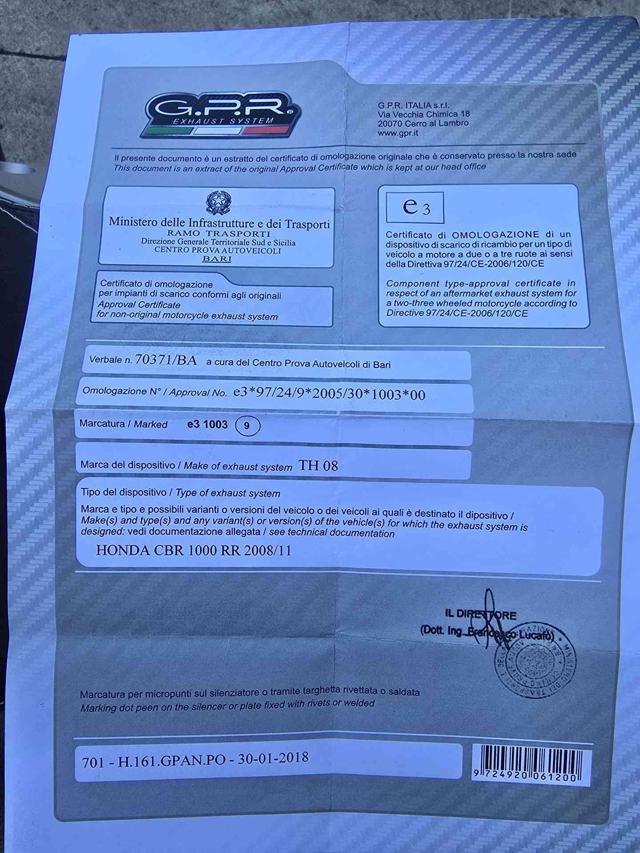 G.P.R.
EXHAUST SYSTEM
G.P.R. ITALIA s.r.l.
Via Vecchia Chimica 18
20070 Cerro al Lambro
www.gpr.it
Il presente documento è un estratto del certificato di omologazione originale che è conservato presso la nostra sede
This document is an extract of the original Approval Certificate which is kept at our head office
Ministero delle Infrastrutture e dei Trasporti
RAMO TRASPORTI
Direzione Generale Territoriale Sud e Sicilia
CENTRO PROVA AUTOVEICOLI
BARI
Certificato di omologazione
per impianti di scarico conformi agli originali
Approval Certificate
for non-original motorcycle exhaust system
e 3
Certificato di OMOLOGAZIONE di un
dispositivo di scarico di ricambio per un tipo di
veicolo a motore a due o a tre ruote ai sensi
della Direttiva 97/24/CE-2006/120/CE
Component type-approval certificate in
respect of an aftermarket exhaust system for
a two-three wheeled motorcycle according to
Directive 97/24/CE-2006/120/CE
Verbale n. 70371/BA a cura del Centro Prova Autoveicoli di Bari
Omologazione N° / Approval No. e3*97/24/9*2005/30*1003*00
Marcatura / Marked e3 1003 9
Marca del dispositivo / Make of exhaust system TH 08
Tipo del dispositivo / Type of exhaust system
Marca e tipo e possibili varianti o versioni del veicolo o dei veicoli ai quali è destinato il dipositivo /
Make(s) and type(s) and any variant(s) or version(s) of the vehicle(s) for which the exhaust system is
designed: vedi documentazione allegata / see technical documentation
HONDA CBR 1000 RR 2008/11
IL DIRETTORE
(Dott. Ing. Francesco Lucafò)
Marcatura per micropunti sul silenziatore o tramite targhetta rivettata o saldata
Marking dot peen on the silencer or plate fixed with rivets or welded
701 - H.161.GPAN.PO - 30-01-2018
9 724920 061200